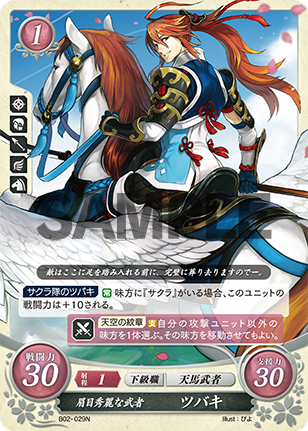 1
SAMPLE
敵はここに足を踏み入れる前に、完璧に葬り去りますのでー。
サクラ隊のツバキ 常 味方に『サクラ』がいる場合、このユニットの
戦闘力は+10される。
天空の紋章 支 自分の攻撃ユニット以外の
味方を1体選ぶ。その味方を移動させてもよい。
戦闘力 30
射程 1
下級職
天馬武者
支援力 30
眉目秀麗な武者 ツバキ
B02-029N
Illust:ぴよ